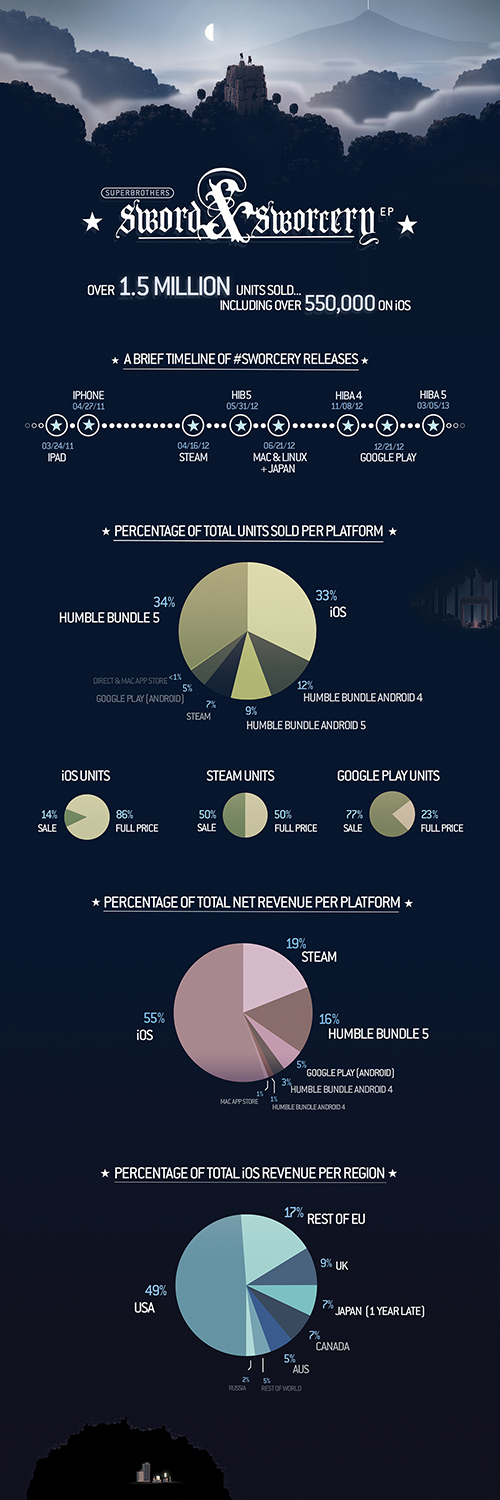 SUPERBROTHERS
Sword & Sworcery EP
OVER 1.5 MILLION UNITS SOLD...
INCLUDING OVER 550,000 ON iOS
A BRIEF TIMELINE OF #SWORCERY RELEASES
IPHONE
04/27/11
HIB5
05/31/12
HIBA 4
11/08/12
HIBA 5
03/05/13
03/24/11
IPAD
04/16/12
STEAM
06/21/12
MAC & LINUX
+ JAPAN
12/21/12
GOOGLE PLAY
PERCENTAGE OF TOTAL UNITS SOLD PER PLATFORM
34%
HUMBLE BUNDLE 5
33%
iOS
DIRECT & MAC APP STORE <1%
5%
GOOGLE PLAY (ANDROID)
7%
STEAM
9%
HUMBLE BUNDLE ANDROID 5
12%
HUMBLE BUNDLE ANDROID 4
iOS UNITS
14%
SALE
86%
FULL PRICE
STEAM UNITS
50%
SALE
50%
FULL PRICE
GOOGLE PLAY UNITS
77%
SALE
23%
FULL PRICE
PERCENTAGE OF TOTAL NET REVENUE PER PLATFORM
19%
STEAM
55%
iOS
16%
HUMBLE BUNDLE 5
5%
GOOGLE PLAY (ANDROID)
3%
HUMBLE BUNDLE ANDROID 4
1%
MAC APP STORE
1%
HUMBLE BUNDLE ANDROID 4
PERCENTAGE OF TOTAL iOS REVENUE PER REGION
17% REST OF EU
9% UK
49%
USA
7% JAPAN (1 YEAR LATE)
7%
CANADA
5%
AUS
2%
RUSSIA
5%
REST OF WORLD